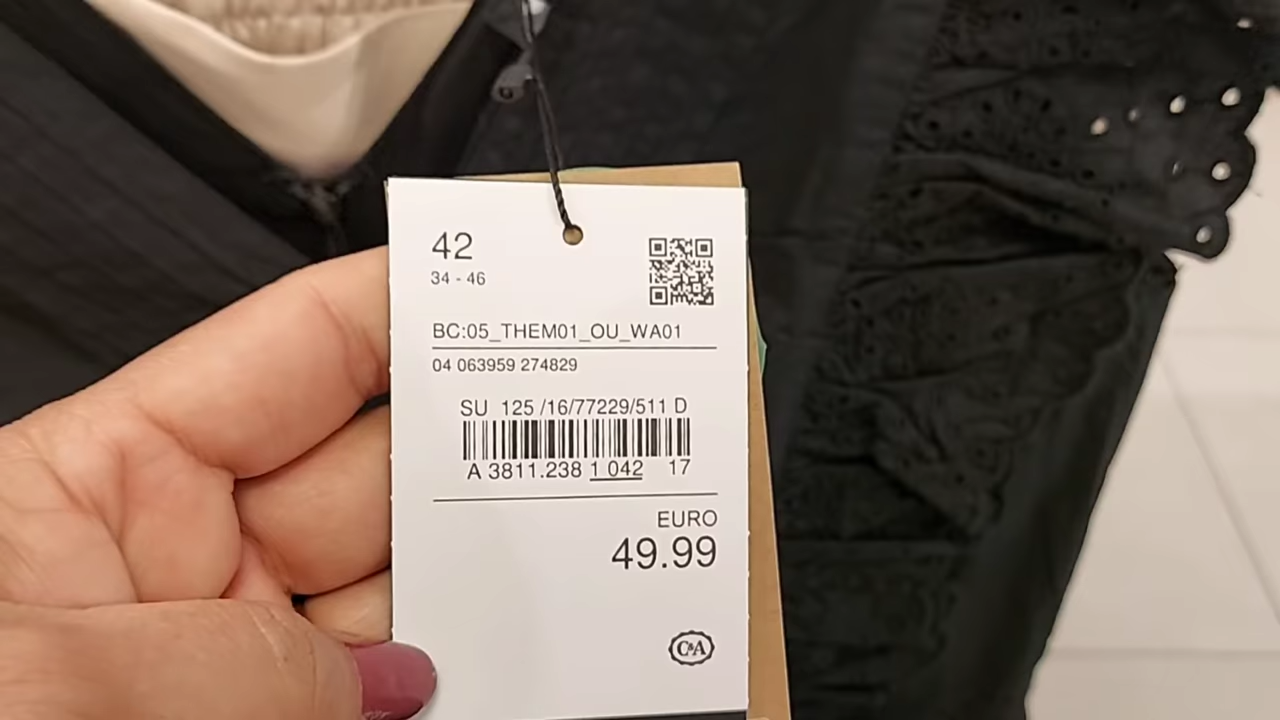 42
34 - 46
BC:05_THEM01_OU_WA01
04 063959 274829
SU 125 /16/77229/511 D
A 3811.238 1 042 17
EURO
49.99
C&A